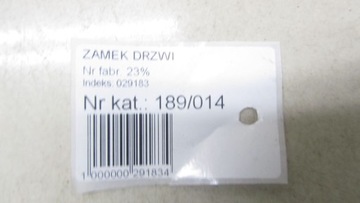 ZAMEK DRZWI
Nr fabr. 23%
Indeks: 029183
Nr kat.: 189/014
1 000000 291834